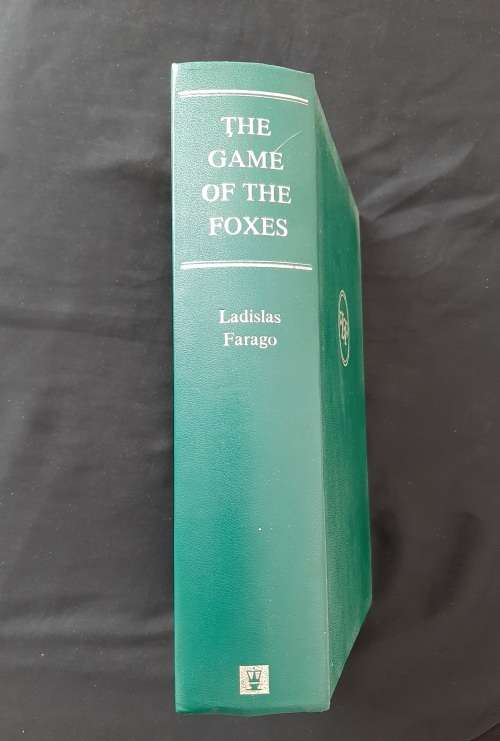 THE
GAME
OF THE
FOXES
Ladislas
Farago